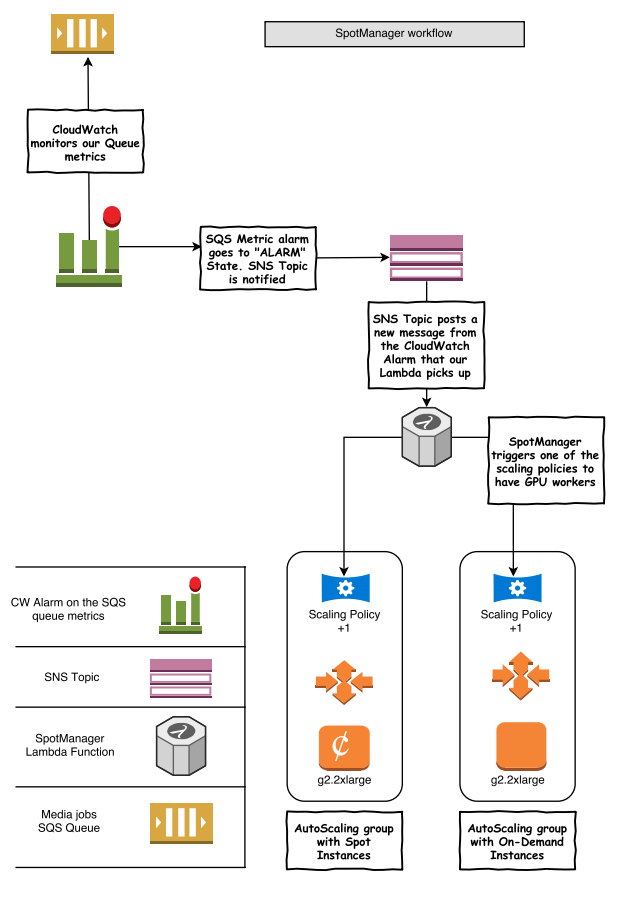 SpotManager workflow
CloudWatch
monitors our Queue
metrics
SQS Metric alarm
goes to "ALARM"
State. SNS Topic
is notified
SNS Topic posts a
new message from
the CloudWatch
Alarm that our
Lambda picks up
SpotManager
triggers one of the
scaling policies to
have GPU workers
CW Alarm on the SQS
queue metrics
SNS Topic
SpotManager
Lambda Function
Media jobs
SQS Queue
Scaling Policy
+1
¢
g2.2xlarge
AutoScaling group
with Spot
Instances
Scaling Policy
+1
g2.2xlarge
AutoScaling group
with On-Demand
Instances